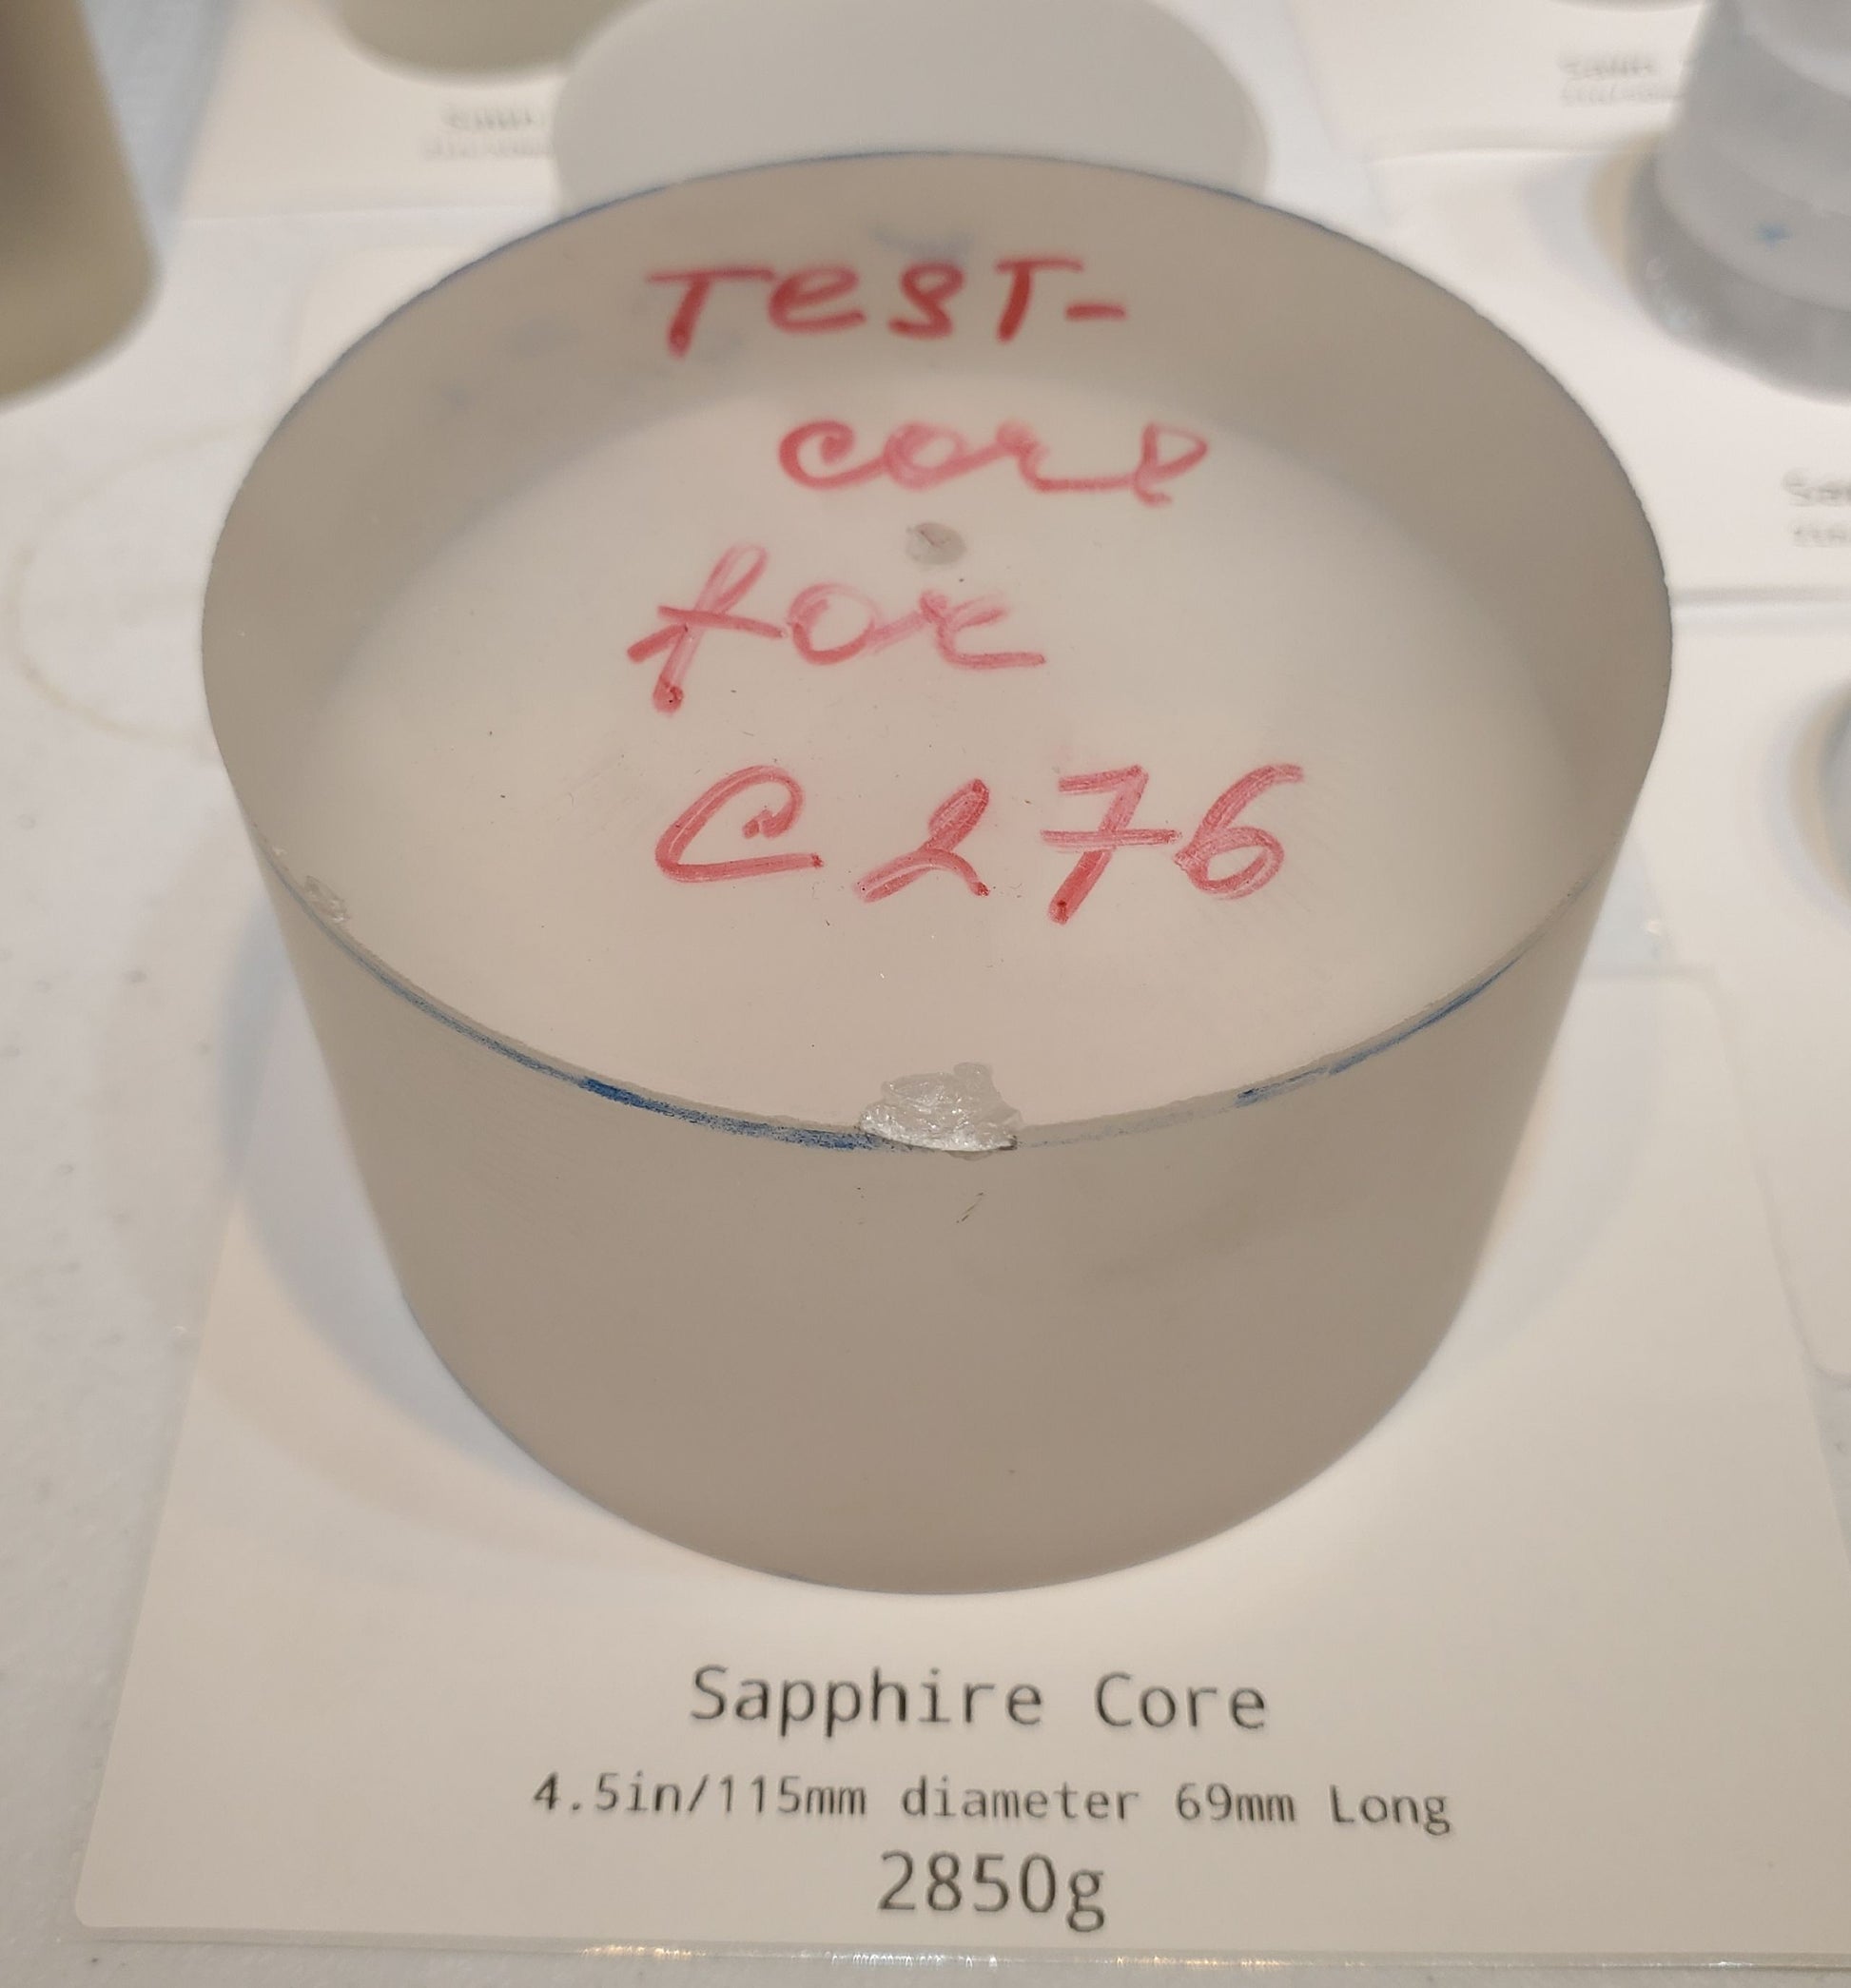 TesT-
core
for
C276
Sapphire Core
4.5in/115mm diameter 69mm Long
2850g